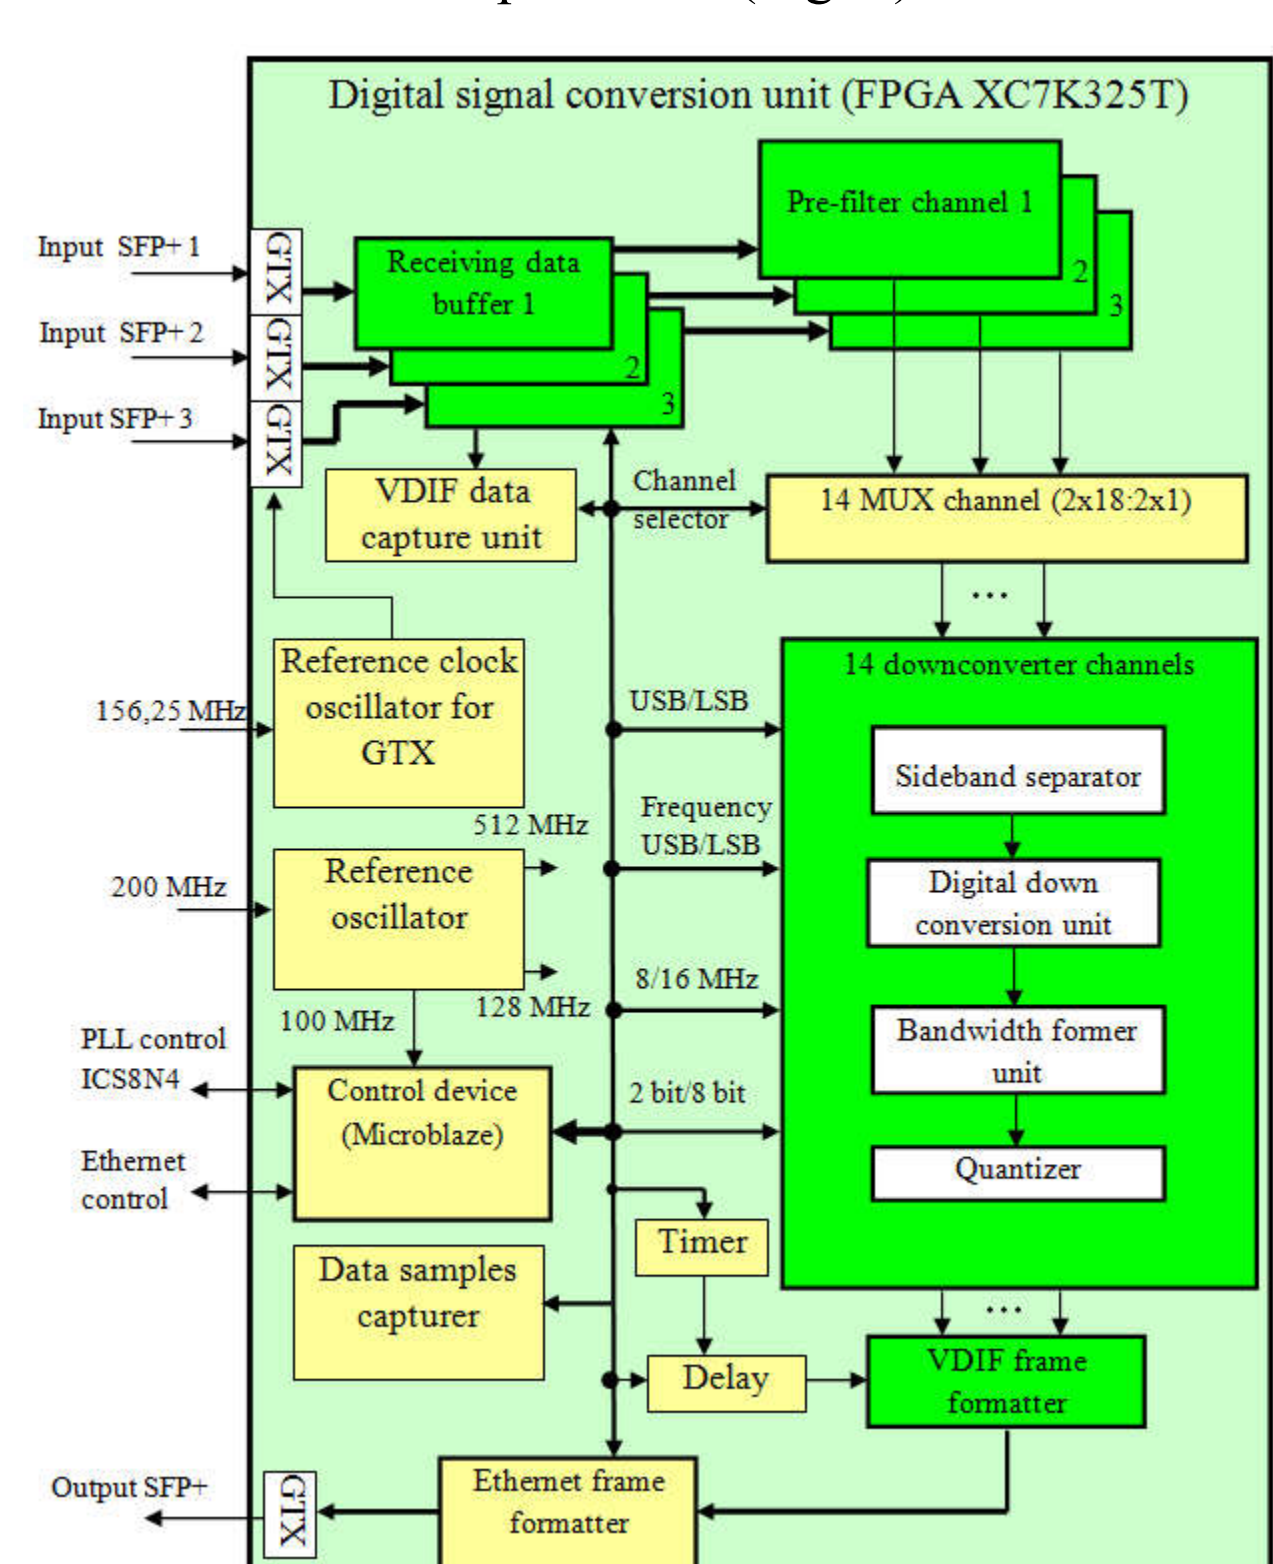 Digital signal conversion unit (FPGA XC7K325T)
Pre-filter channel 1
2
3
Input SFP+ 1
GTX
Receiving data
buffer 1
2
3
Input SFP+ 2
GTX
Input SFP+ 3
GTX
VDIF data
capture unit
Channel
selector
14 MUX channel (2x18:2x1)
...
Reference clock
oscillator for
GTX
156,25 MHz
USB/LSB
14 downconverter channels
Sideband separator
Digital down
conversion unit
Bandwidth former
unit
Quantizer
512 MHz
Frequency
USB/LSB
Reference
oscillator
200 MHz
128 MHz
8/16 MHz
100 MHz
PLL control
ICS8N4
Control device
(Microblaze)
2 bit/8 bit
Ethernet
control
Timer
Data samples
capturer
...
Delay
VDIF frame
formatter
Output SFP+
GTX
Ethernet frame
formatter